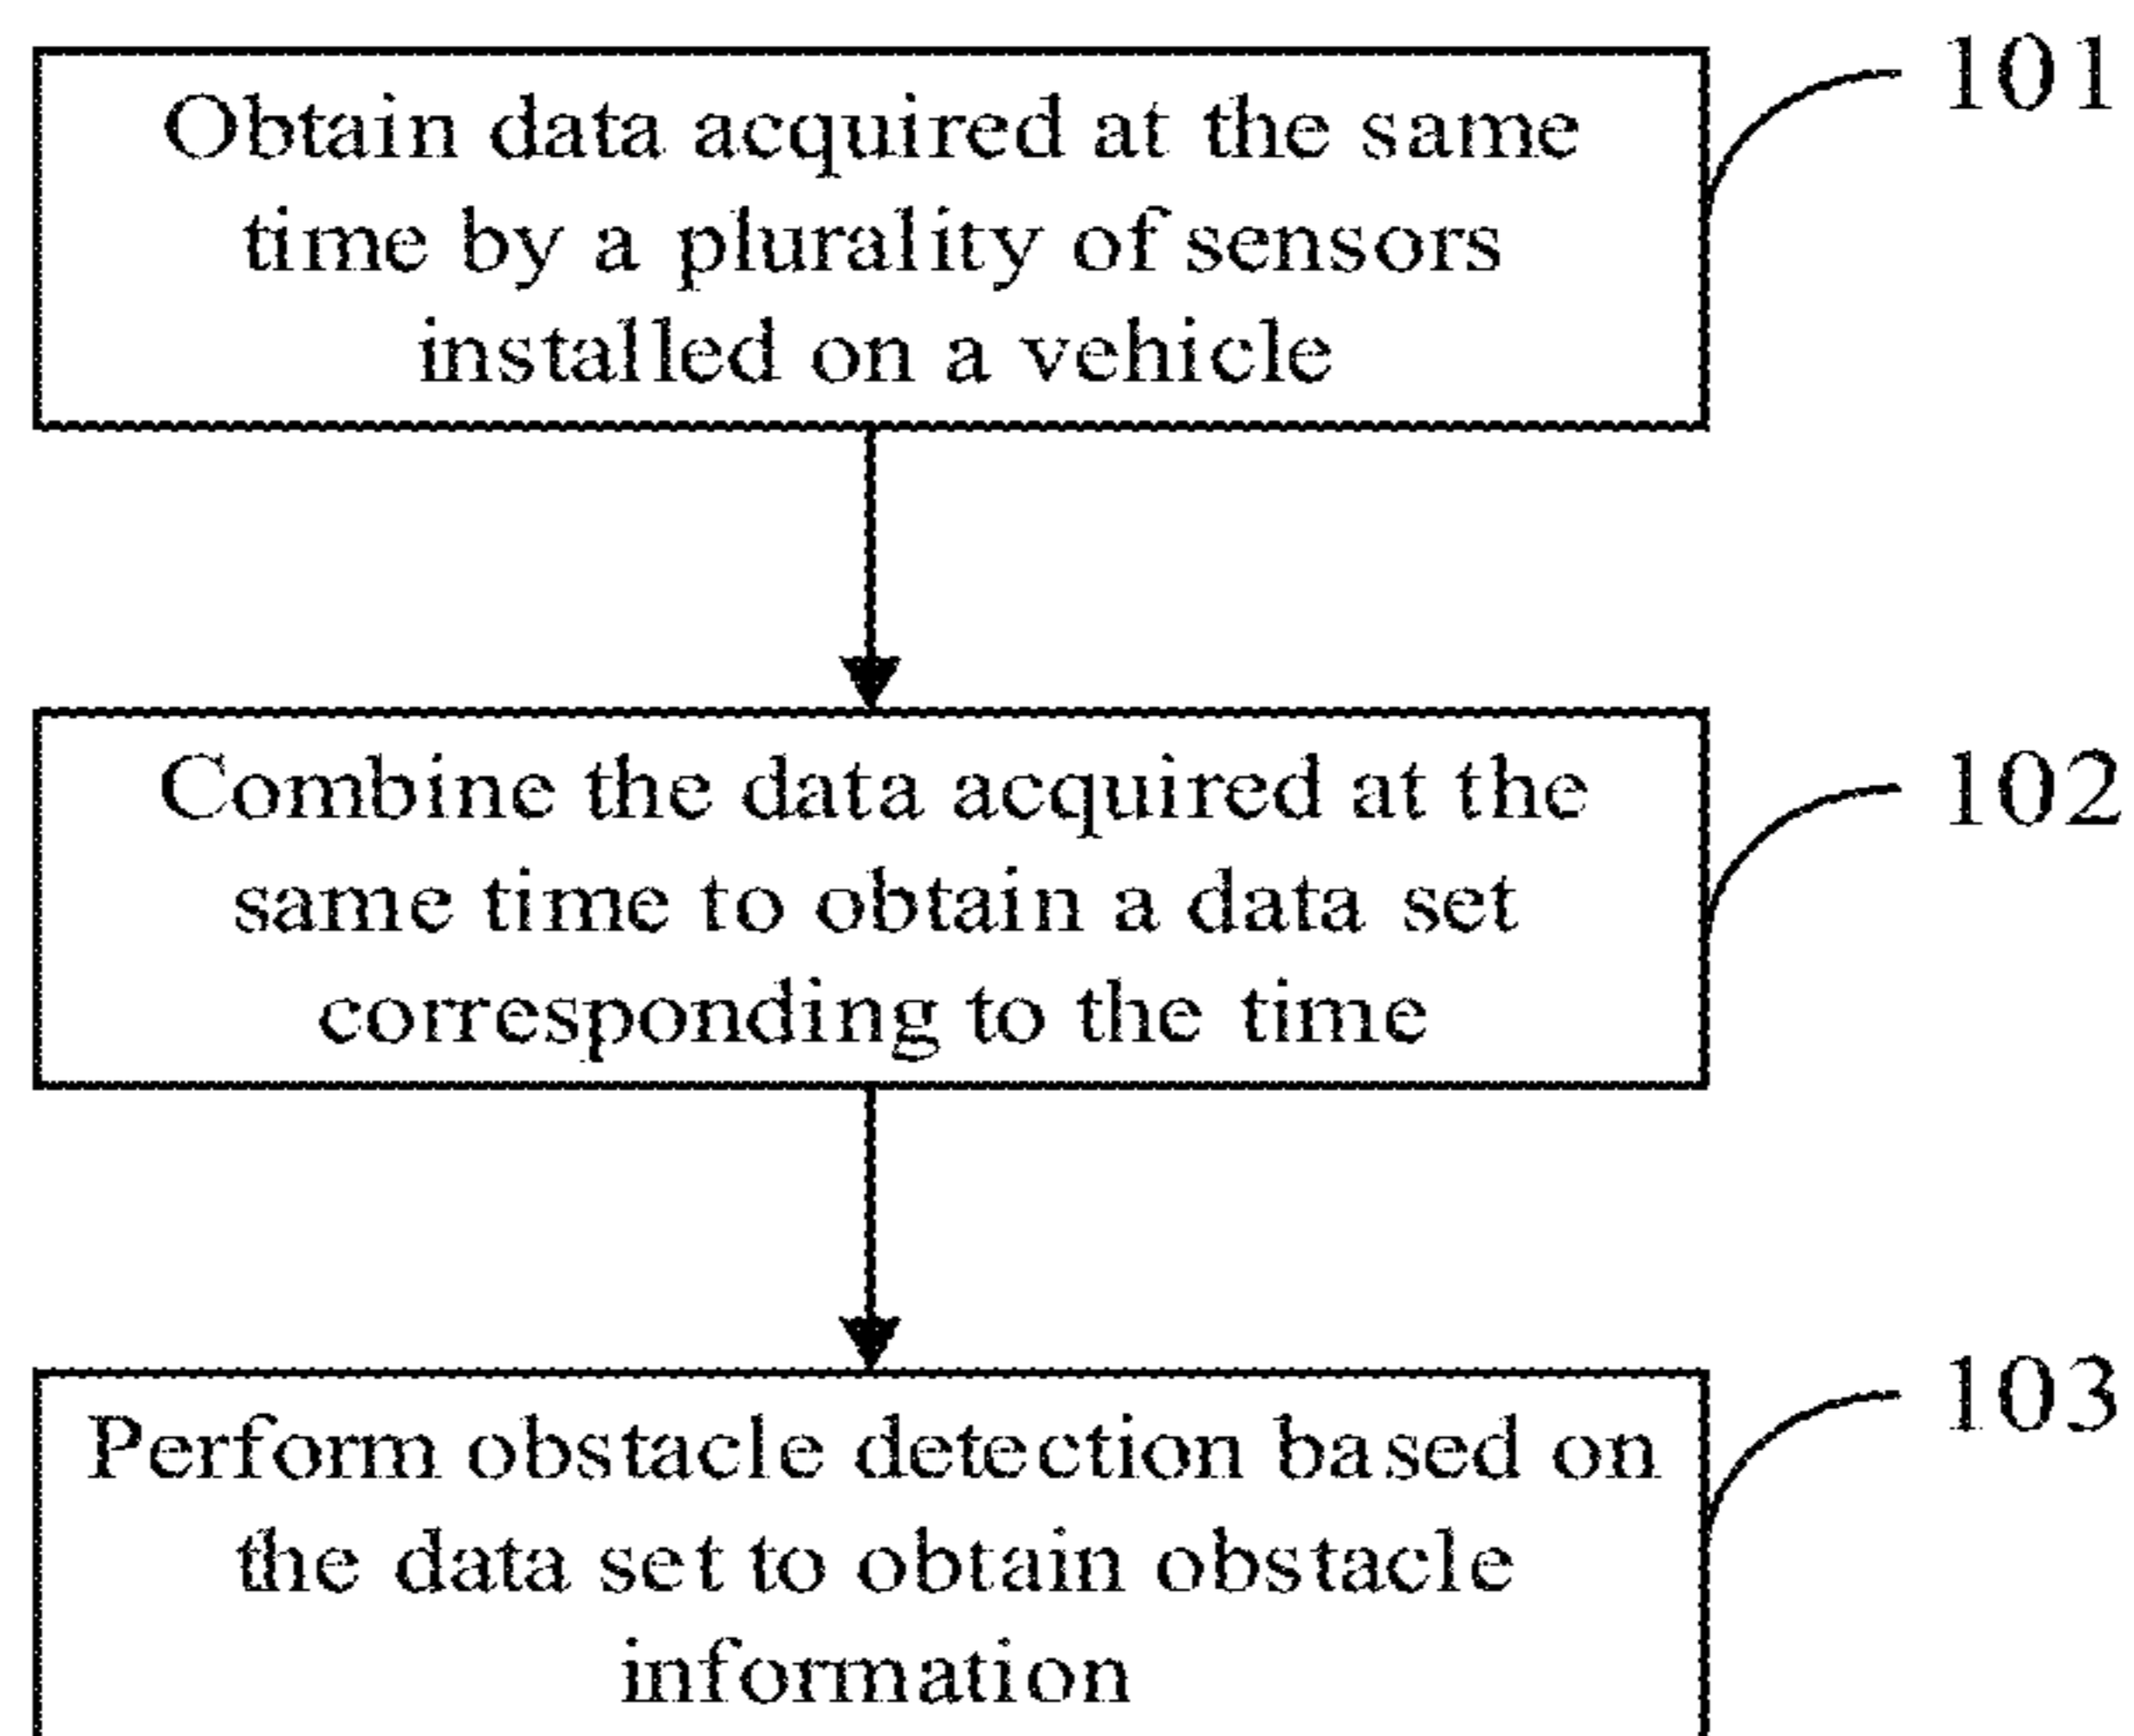 Obtain data acquired at the same
time by a plurality of sensors
installed on a vehicle
101
Combine the data acquired at the
same time to obtain a data set
corresponding to the time
102
Perform obstacle detection based on
the data set to obtain obstacle
information
103